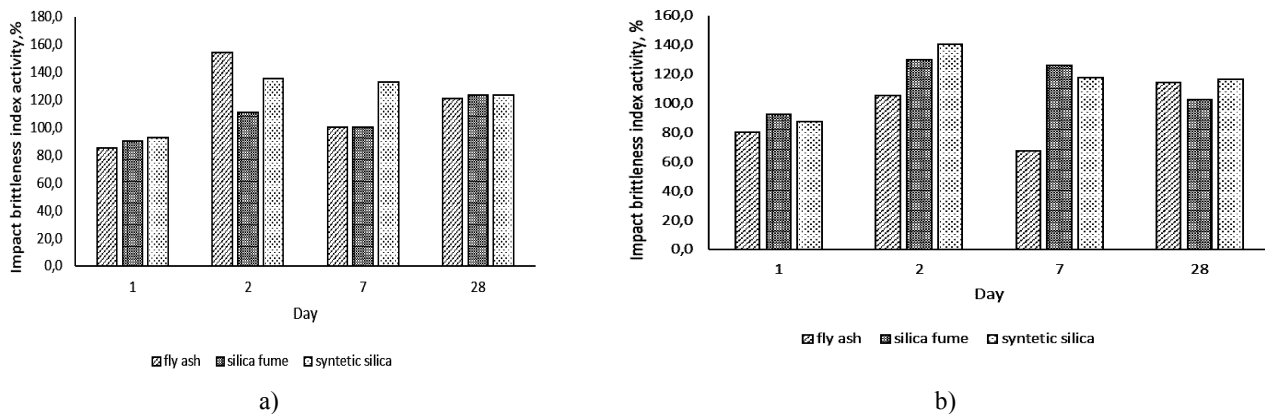 Impact brittleness index activity,%
180,0
160,0
140,0
120,0
100,0
80,0
60,0
40,0
20,0
0,0
1 2 7 28
Day
fly ash silica fume syntetic silica
a)
Impact brittleness index activity, %
160,0
140,0
120,0
100,0
80,0
60,0
40,0
20,0
0,0
1 2 7 28
Day
fly ash silica fume syntetic silica
b)